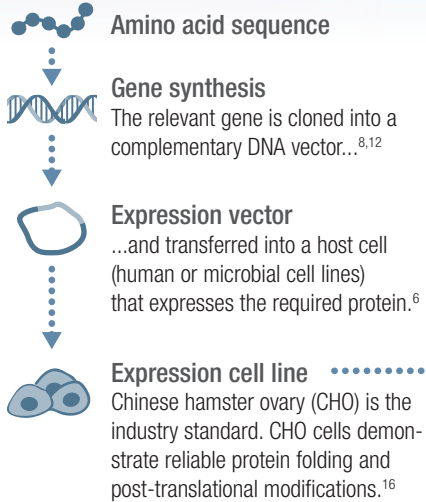 Amino acid sequence
Gene synthesis
The relevant gene is cloned into a
complementary DNA vector...8,12
Expression vector
...and transferred into a host cell
(human or microbial cell lines)
that expresses the required protein.6
Expression cell line
Chinese hamster ovary (CHO) is the
industry standard. CHO cells demon-
strate reliable protein folding and
post-translational modifications.16